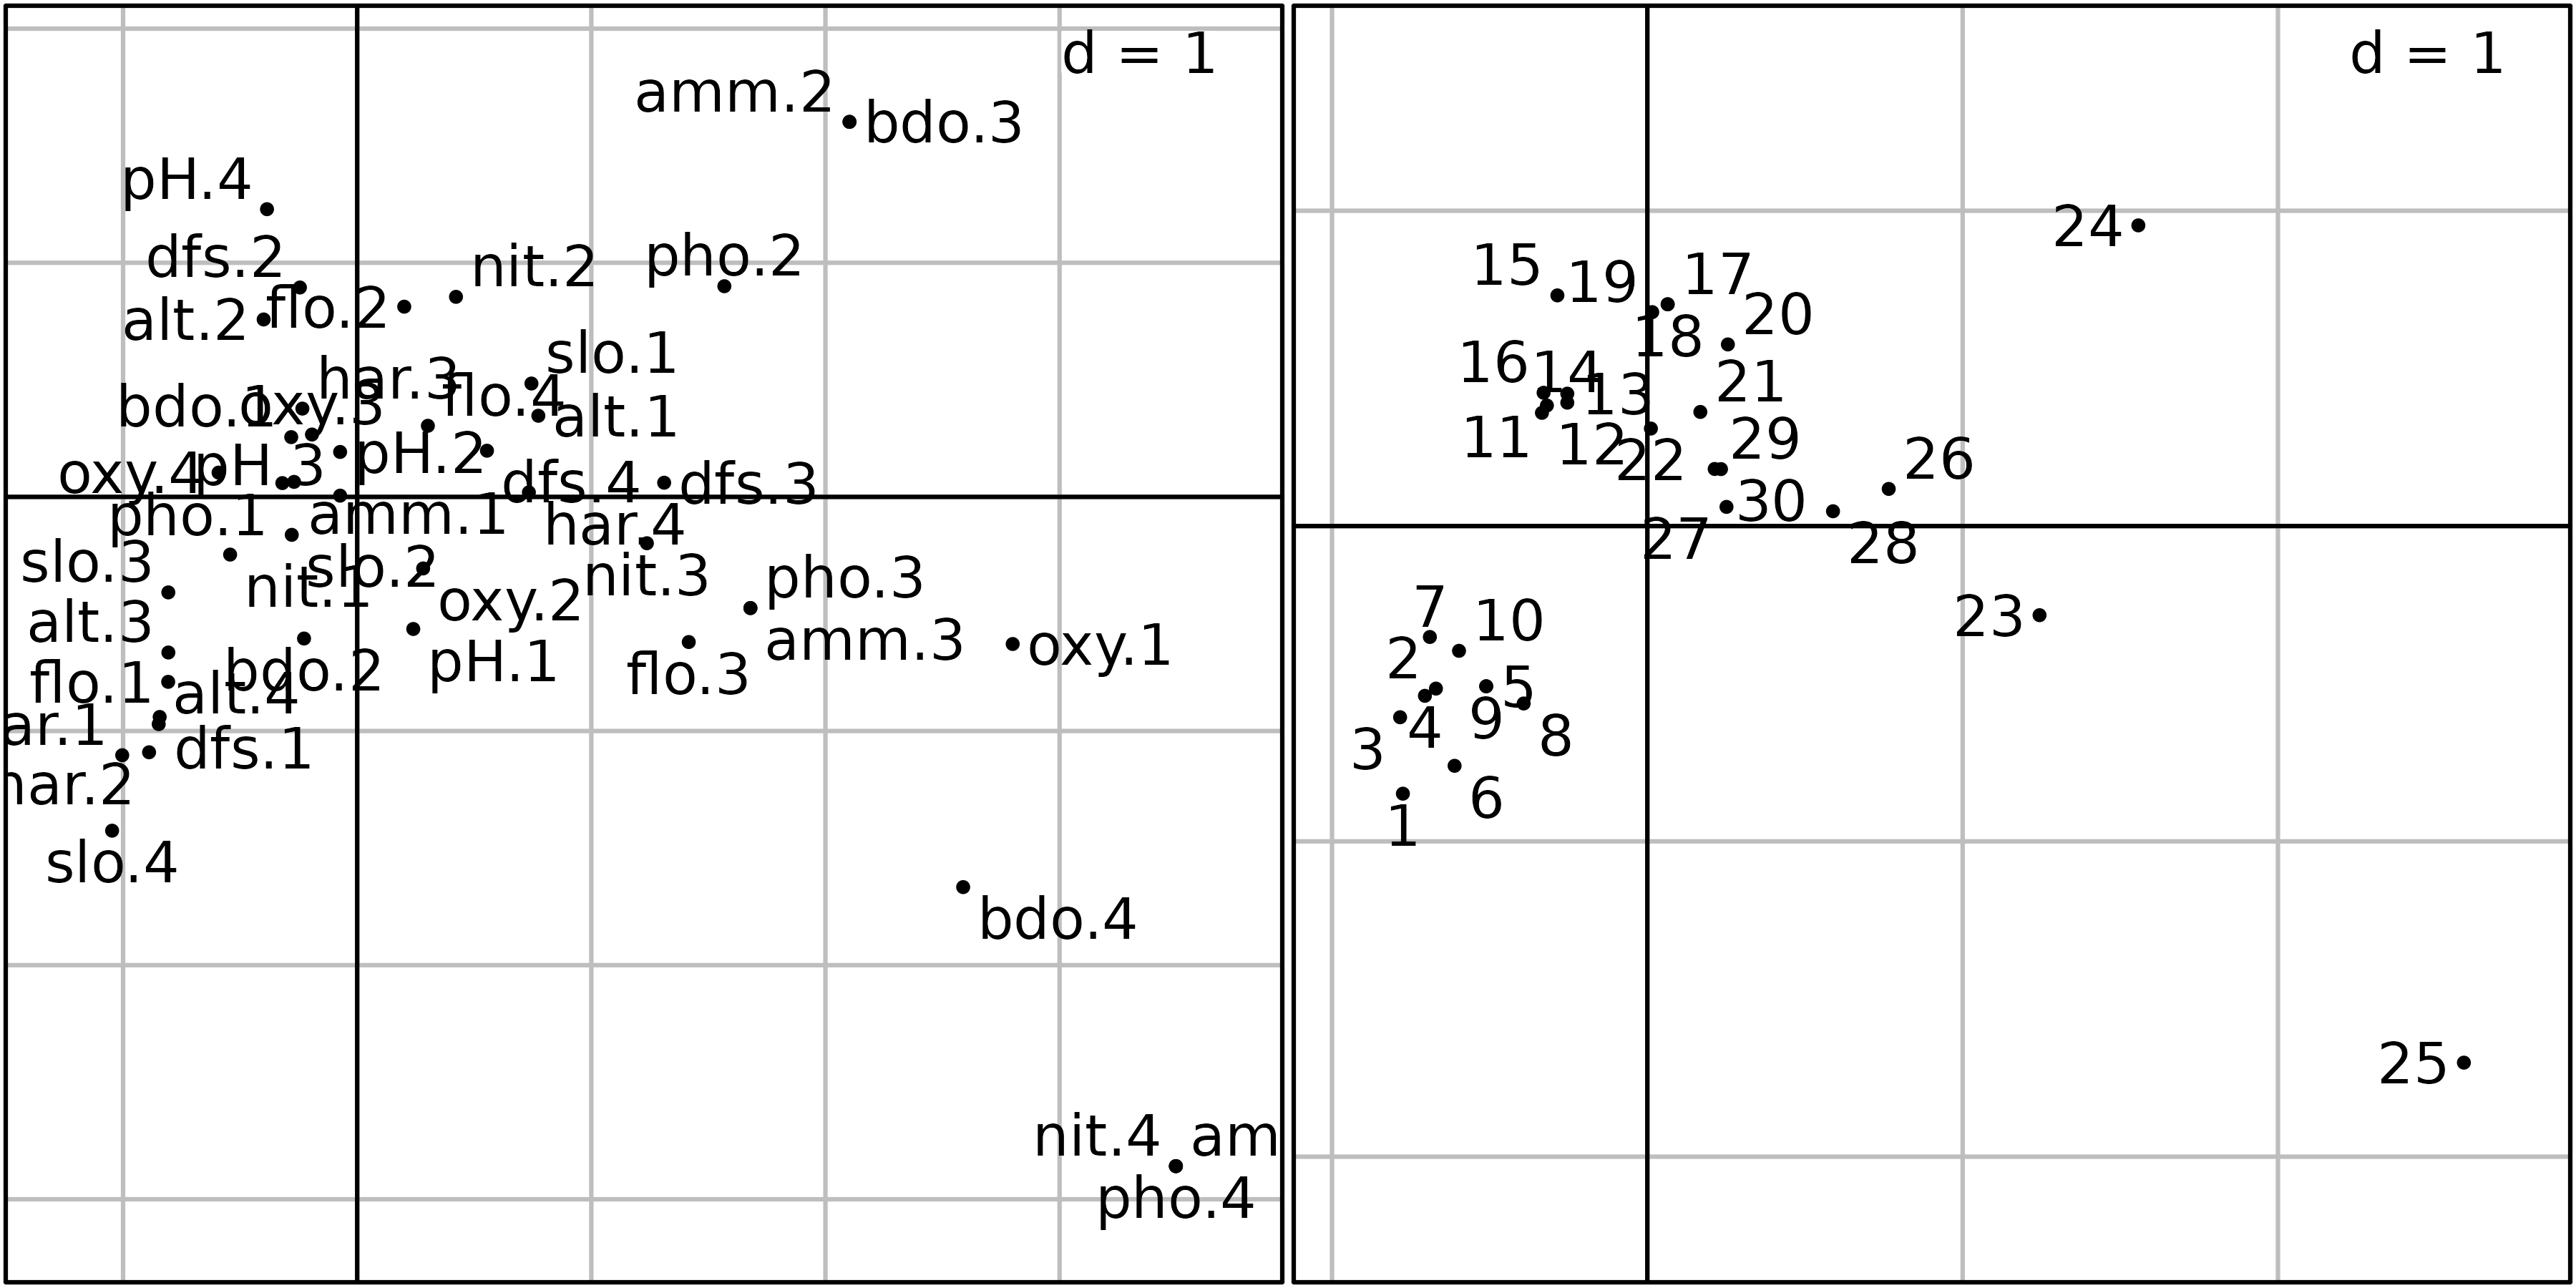 d = 1
amm.2
bdo.3
pH.4
dfs.2
nit.2
pho.2
alt.2
flo.2
slo.1
har.3
flo.4
bdo.1
oxy.3
alt.1
pH.2
oxy.4
pH.3
dfs.4
dfs.3
pho.1
amm.1
har.4
slo.3
slo.2
nit.1
nit.3
pho.3
oxy.2
alt.3
amm.3
oxy.1
bdo.2
pH.1
flo.3
flo.1
alt.4
ar.1
dfs.1
har.2
slo.4
bdo.4
nit.4
am
pho.4
d = 1
24
15
19
17
20
18
16
14
13
21
11
12
22
29
26
30
27
28
7
10
23
2
5
9
4
8
3
6
1
25